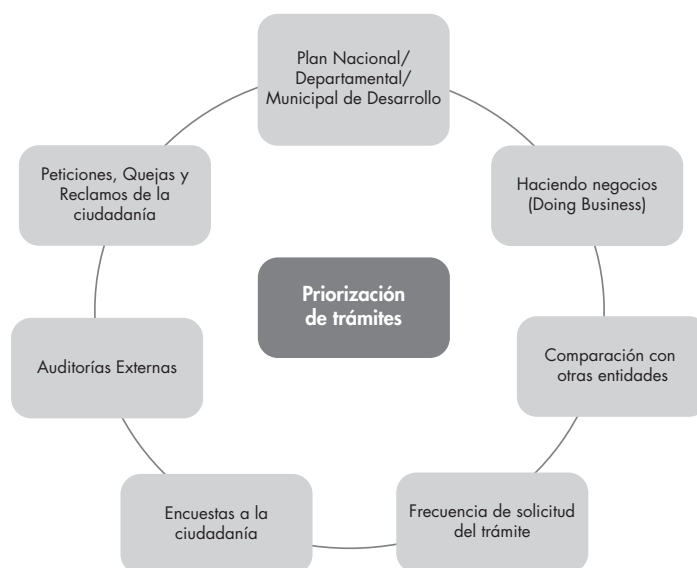 Plan Nacional/
Departamental/
Municipal de Desarrollo
Haciendo negocios
(Doing Business)
Comparación con
otras entidades
Frecuencia de solicitud
del trámite
Encuestas a la
ciudadanía
Auditorías Externas
Peticiones, Quejas y
Reclamos de la
ciudadanía
Priorización
de trámites